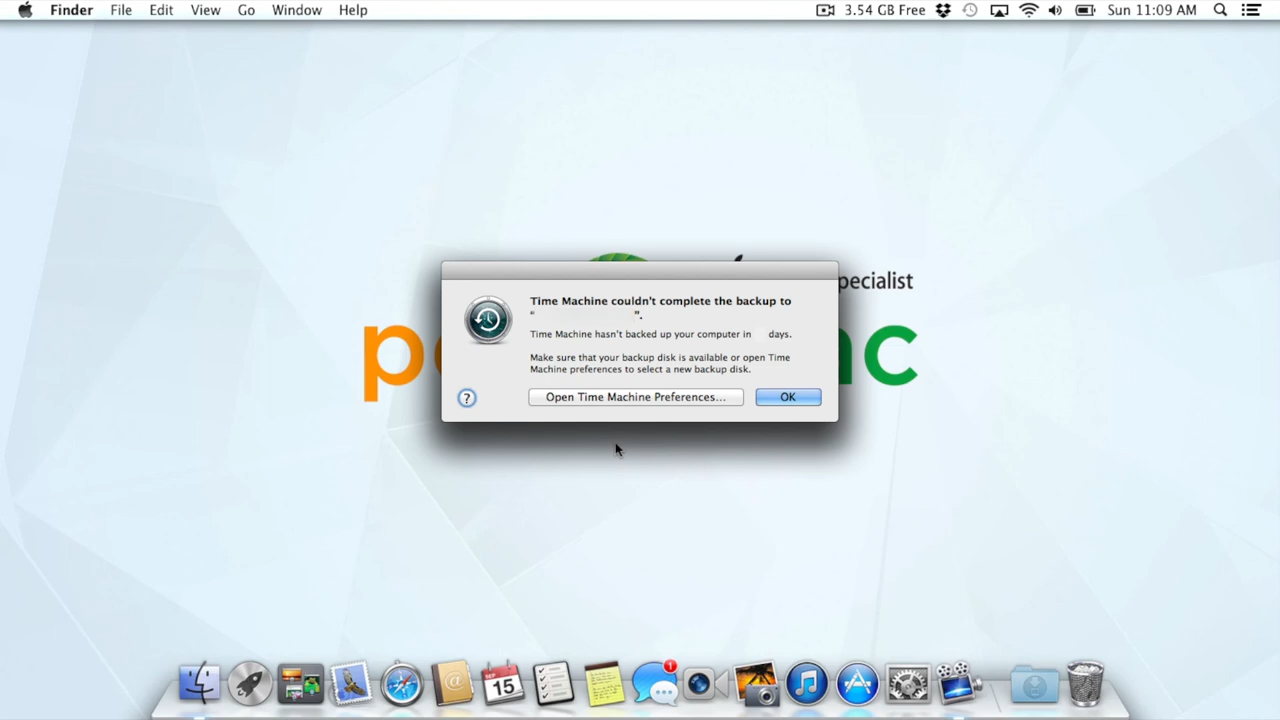 Finder File Edit View Go Window Help 3.54 GB Free Sun 11:09 AM
pecialist
Time Machine couldn't complete the backup to
“ ”.
Time Machine hasn't backed up your computer in days.
Make sure that your backup disk is available or open Time
Machine preferences to select a new backup disk.
p c
? Open Time Machine Preferences... OK
1
SEP
15